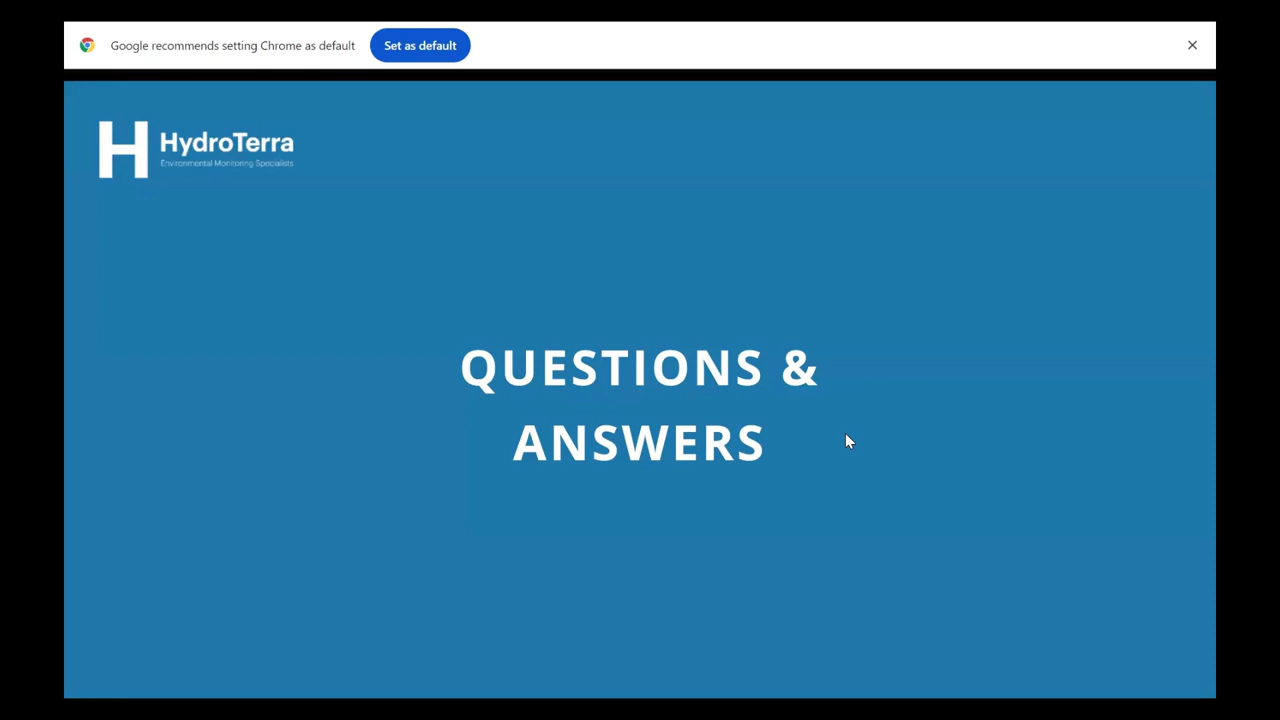 Google recommends setting Chrome as default
Set as default
HydroTerra
Environmental Monitoring Specialists
QUESTIONS &
ANSWERS